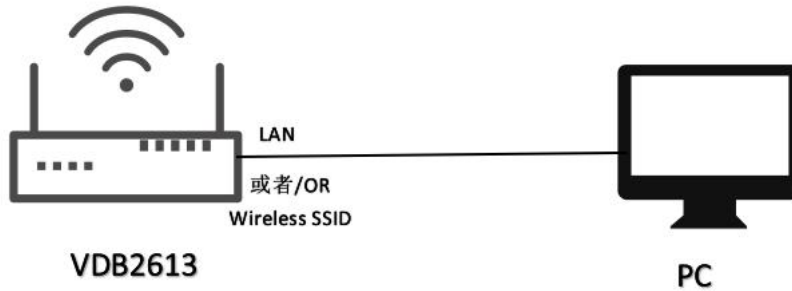 LAN
或者/OR
Wireless SSID
VDB2613
PC